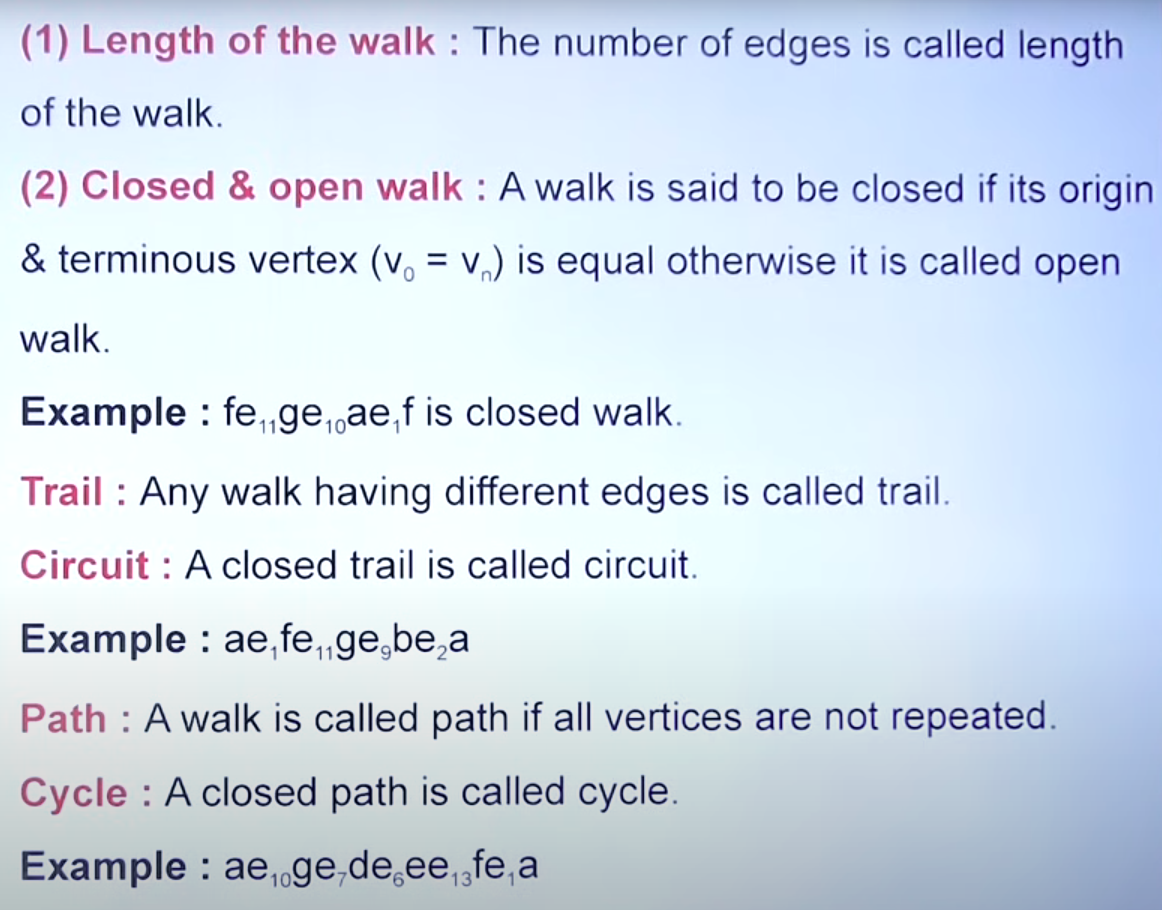 (1) Length of the walk : The number of edges is called length
of the walk.
(2) Closed & open walk : A walk is said to be closed if its origin
& terminous vertex (v₀ = vₙ) is equal otherwise it is called open
walk.
Example : fe₁₁ge₁₀ae₁f is closed walk.
Trail : Any walk having different edges is called trail.
Circuit : A closed trail is called circuit.
Example : ae₁fe₁₁ge₉be₂a
Path : A walk is called path if all vertices are not repeated.
Cycle : A closed path is called cycle.
Example : ae₁₀ge₇de₆ee₁₃fe₁a